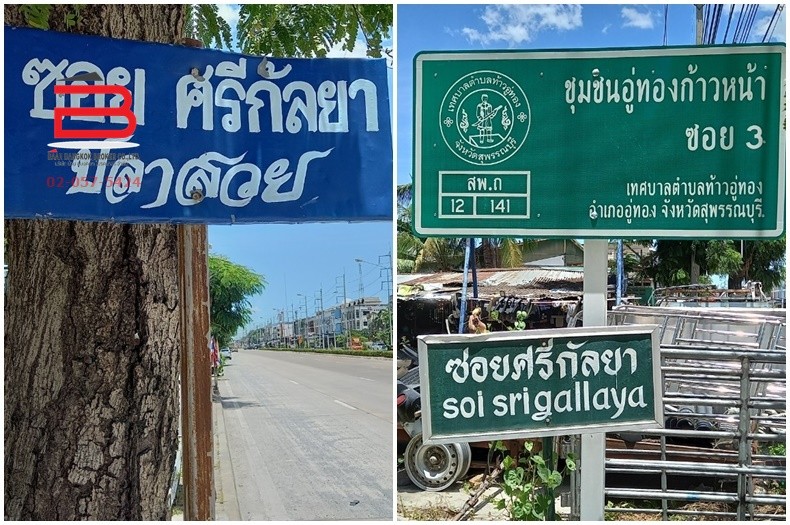 ซอย ศรีกัลยา
ปลาสวย
02-057-5424
เทศบาลตำบลท้าวอู่ทอง
จังหวัดสุพรรณบุรี
ชุมชนอู่ทองก้าวหน้า
ซอย 3
สพ.ถ
12 141
เทศบาลตำบลท้าวอู่ทอง
อำเภออู่ทอง จังหวัดสุพรรณบุรี
ซอยศรีกัลยา
soi srigallaya